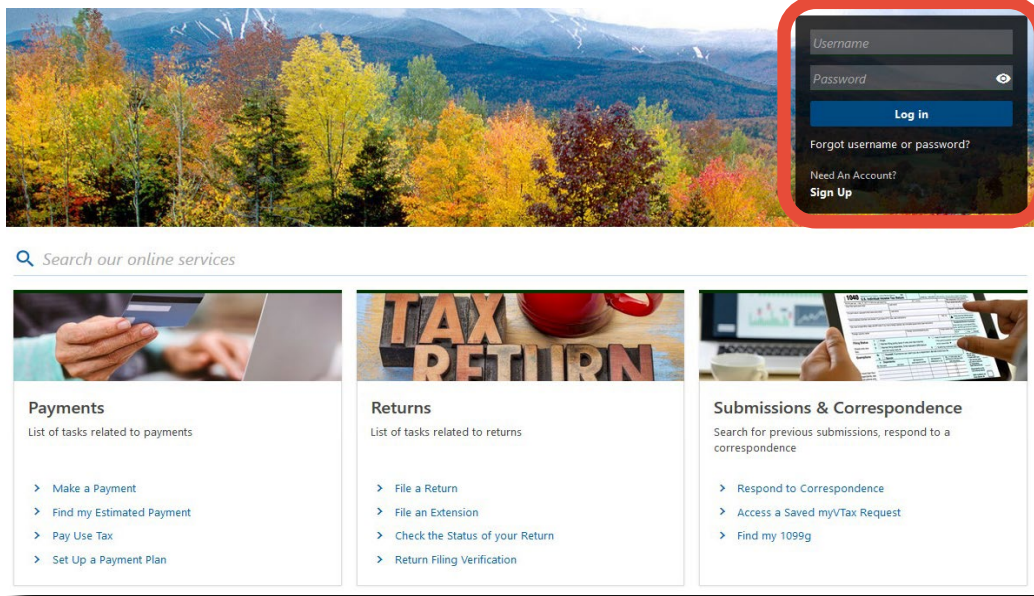 Username
Password
Log in
Forgot username or password?
Need An Account?
Sign Up
Search our online services
TAX
RETURN
1040
Payments
List of tasks related to payments
Make a Payment
Find my Estimated Payment
Pay Use Tax
Set Up a Payment Plan
Returns
List of tasks related to returns
File a Return
File an Extension
Check the Status of your Return
Return Filing Verification
Submissions & Correspondence
Search for previous submissions, respond to a
correspondence
Respond to Correspondence
Access a Saved myVTax Request
Find my 1099g